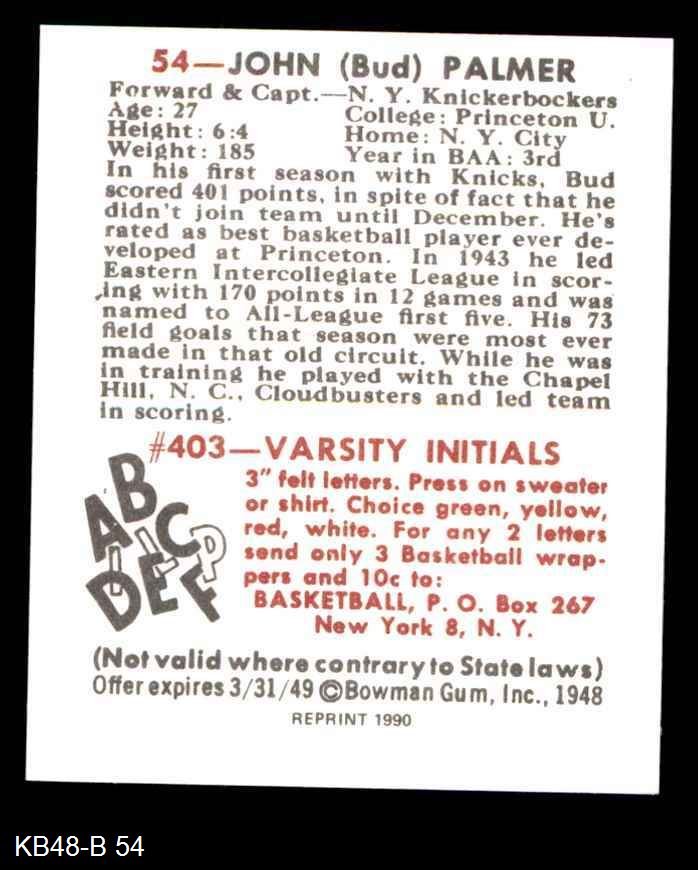 54—JOHN (Bud) PALMER
Forward & Capt.—N. Y. Knickerbockers
Age: 27 College: Princeton U.
Height: 6:4 Home: N. Y. City
Weight: 185 Year in BAA: 3rd
In his first season with Knicks, Bud
scored 401 points, in spite of fact that he
didn't join team until December. He's
rated as best basketball player ever de-
veloped at Princeton. In 1943 he led
Eastern Intercollegiate League in scor-
ing with 170 points in 12 games and was
named to All-League first five. His 73
field goals that season were most ever
made in that old circuit. While he was
in training he played with the Chapel
Hill, N. C., Cloudbusters and led team
in scoring.
#403—VARSITY INITIALS
3" felt letters. Press on sweater
or shirt. Choice green, yellow,
red, white. For any 2 letters
send only 3 Basketball wrap-
pers and 10c to:
BASKETBALL, P. O. Box 267
New York 8, N. Y.
ABC
DEF
(Not valid where contrary to State laws)
Offer expires 3/31/49 ©Bowman Gum, Inc., 1948
REPRINT 1990
KB48-B 54